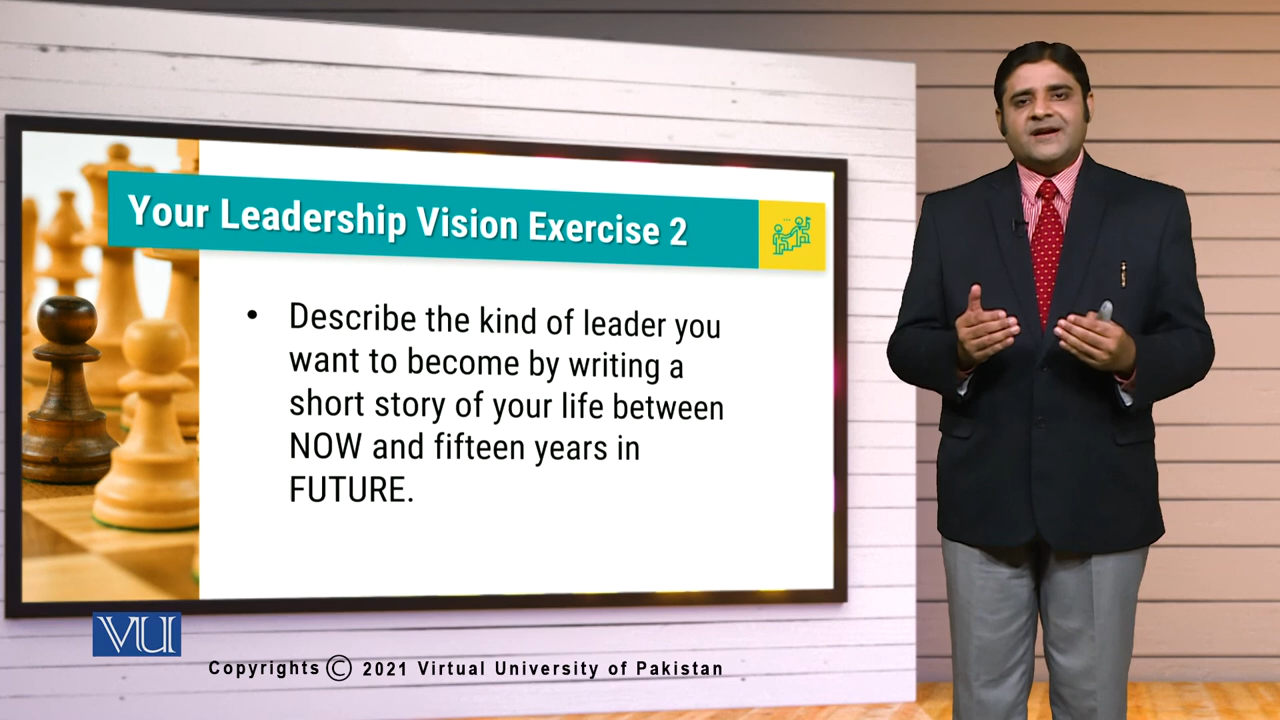 Your Leadership Vision Exercise 2
• Describe the kind of leader you
want to become by writing a
short story of your life between
NOW and fifteen years in
FUTURE.
VU
Copyrights © 2021 Virtual University of Pakistan